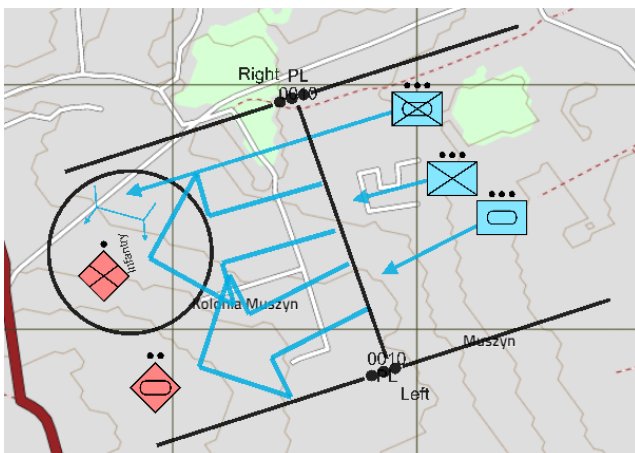 Right PL
0010
Infantry
Kolonia Muszyn
Muszyn
0010
PL
Left